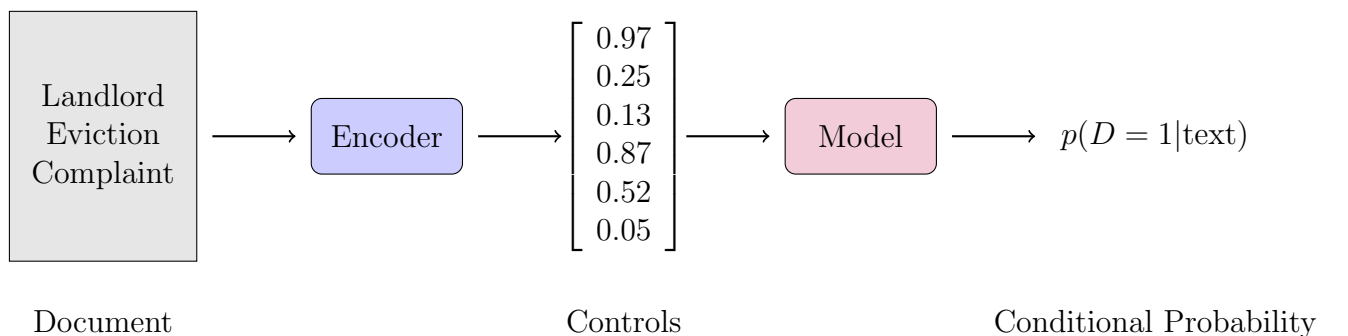 Landlord
Eviction
Complaint
Encoder
0.97
0.25
0.13
0.87
0.52
0.05
Model
p(D = 1|text)
Document
Controls
Conditional Probability